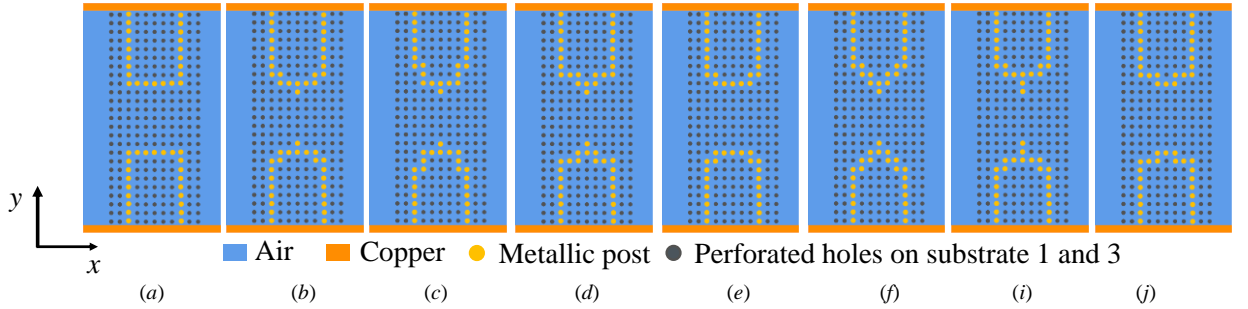 y
x
Air Copper Metallic post Perforated holes on substrate 1 and 3
(a) (b) (c) (d) (e) (f) (i) (j)